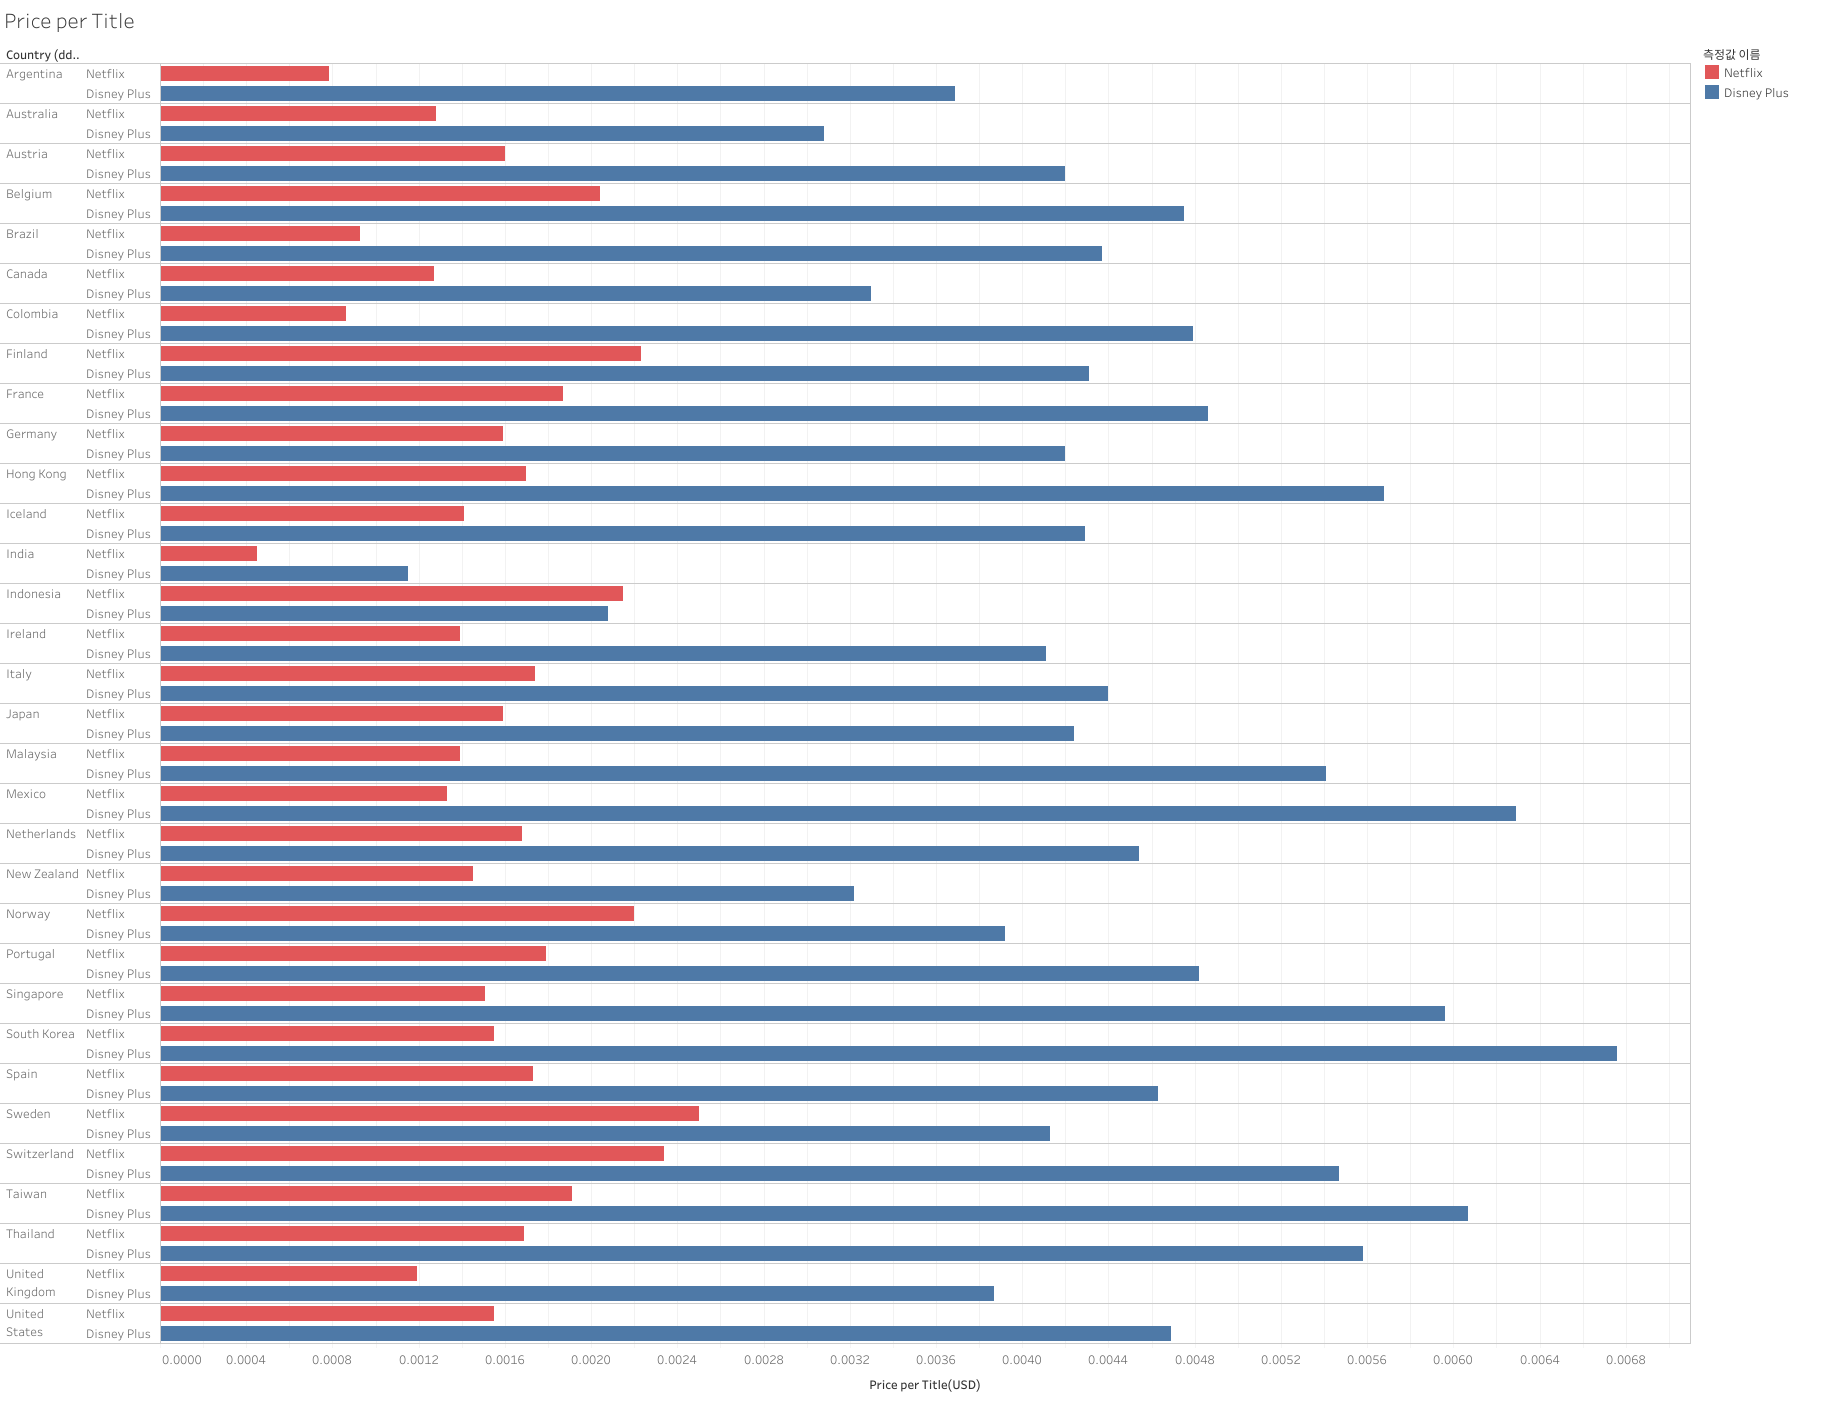 Price per Title
Country (dd..
측정값 이름
Netflix
Disney Plus
Argentina Netflix
Disney Plus
Australia Netflix
Disney Plus
Austria Netflix
Disney Plus
Belgium Netflix
Disney Plus
Brazil Netflix
Disney Plus
Canada Netflix
Disney Plus
Colombia Netflix
Disney Plus
Finland Netflix
Disney Plus
France Netflix
Disney Plus
Germany Netflix
Disney Plus
Hong Kong Netflix
Disney Plus
Iceland Netflix
Disney Plus
India Netflix
Disney Plus
Indonesia Netflix
Disney Plus
Ireland Netflix
Disney Plus
Italy Netflix
Disney Plus
Japan Netflix
Disney Plus
Malaysia Netflix
Disney Plus
Mexico Netflix
Disney Plus
Netherlands Netflix
Disney Plus
New Zealand Netflix
Disney Plus
Norway Netflix
Disney Plus
Portugal Netflix
Disney Plus
Singapore Netflix
Disney Plus
South Korea Netflix
Disney Plus
Spain Netflix
Disney Plus
Sweden Netflix
Disney Plus
Switzerland Netflix
Disney Plus
Taiwan Netflix
Disney Plus
Thailand Netflix
Disney Plus
United Netflix
Kingdom Disney Plus
United Netflix
States Disney Plus
0.0000 0.0004 0.0008 0.0012 0.0016 0.0020 0.0024 0.0028 0.0032 0.0036 0.0040 0.0044 0.0048 0.0052 0.0056 0.0060 0.0064 0.0068
Price per Title(USD)